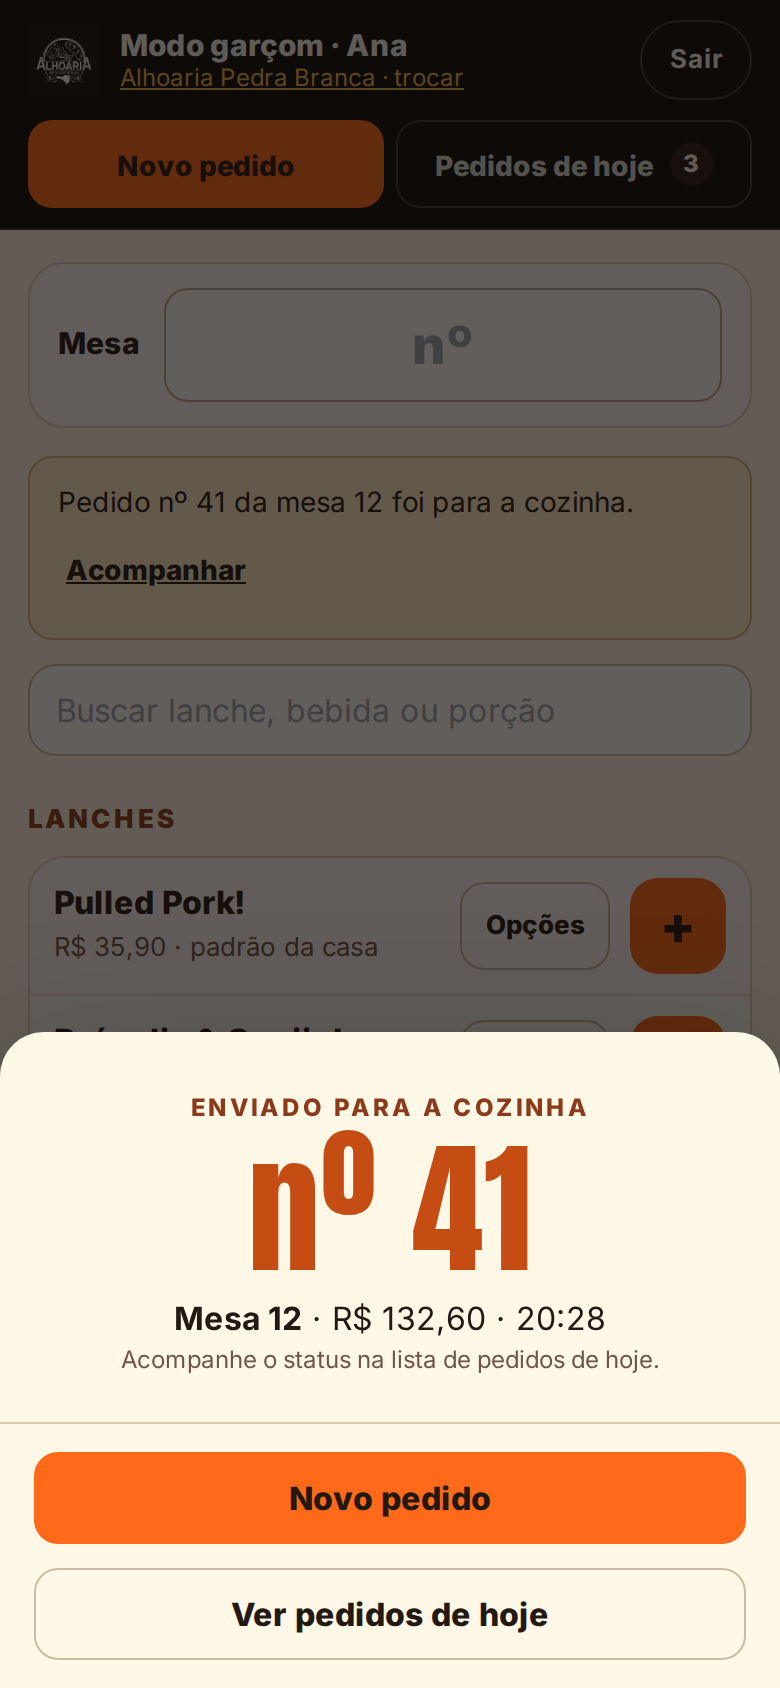 ALHOARIA
Modo garçom · Ana
Alhoaria Pedra Branca · trocar
Sair
Novo pedido
Pedidos de hoje 3
Mesa
nº
Pedido nº 41 da mesa 12 foi para a cozinha.
Acompanhar
Buscar lanche, bebida ou porção
LANCHES
Pulled Pork!
R$ 35,90 · padrão da casa
Opções
+
ENVIADO PARA A COZINHA
nº 41
Mesa 12 · R$ 132,60 · 20:28
Acompanhe o status na lista de pedidos de hoje.
Novo pedido
Ver pedidos de hoje